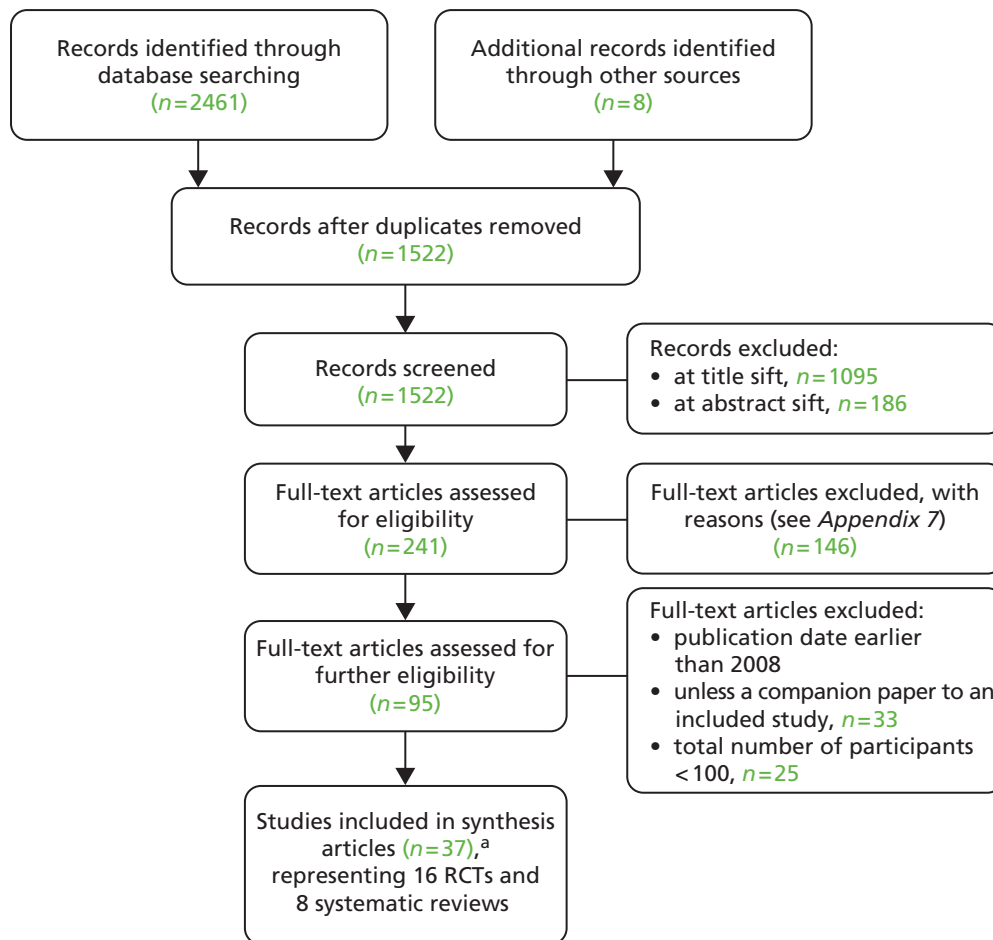 Records identified through
database searching
(n=2461)
Additional records identified
through other sources
(n=8)
Records after duplicates removed
(n=1522)
Records screened
(n=1522)
Records excluded:
• at title sift, n=1095
• at abstract sift, n=186
Full-text articles assessed
for eligibility
(n=241)
Full-text articles excluded, with
reasons (see Appendix 7)
(n=146)
Full-text articles assessed for
further eligibility
(n=95)
Full-text articles excluded:
• publication date earlier
than 2008
• unless a companion paper to an
included study, n=33
• total number of participants
<100, n=25
Studies included in synthesis
articles (n=37),a
representing 16 RCTs and
8 systematic reviews